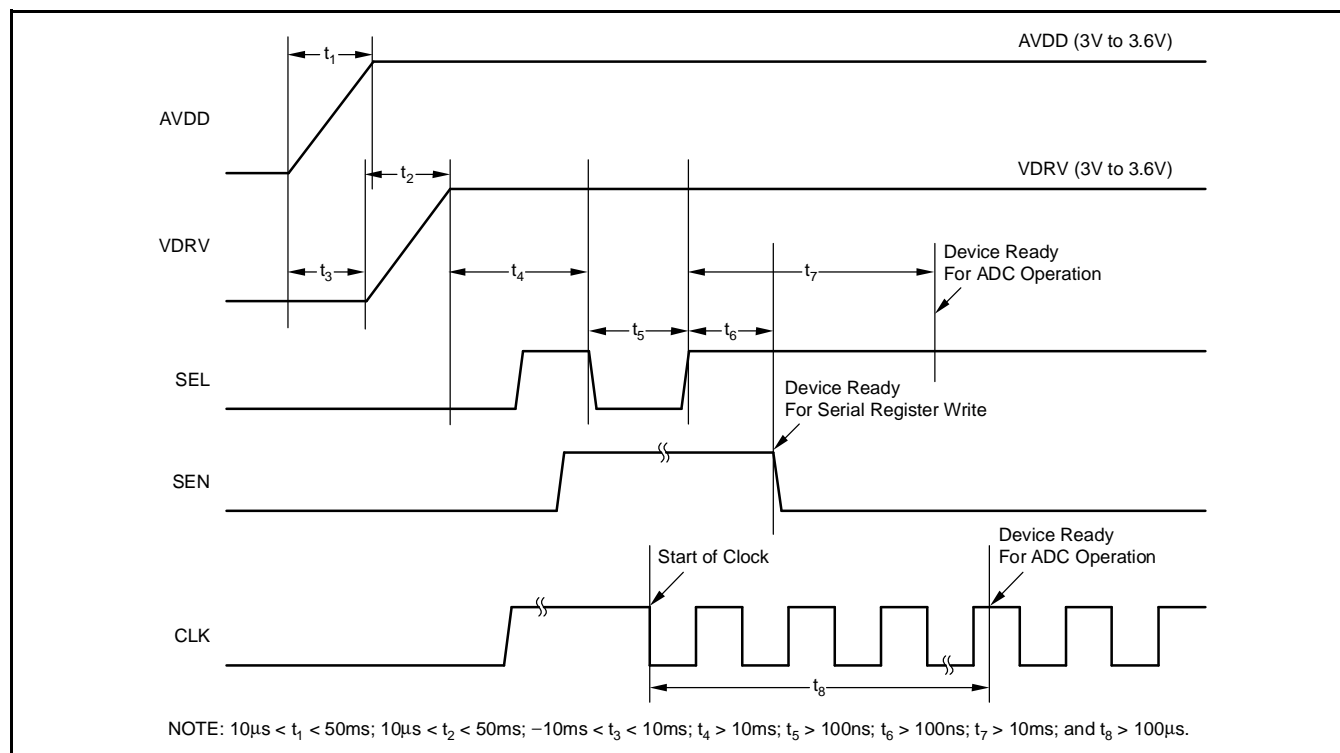 AVDD (3V to 3.6V)
t1
AVDD
VDRV (3V to 3.6V)
t2
VDRV
t3
t4
t7
Device Ready
For ADC Operation
t5
t6
SEL
Device Ready
For Serial Register Write
SEN
Start of Clock
Device Ready
For ADC Operation
CLK
t8
NOTE: 10μs < t1 < 50ms; 10μs < t2 < 50ms; −10ms < t3 < 10ms; t4 > 10ms; t5 > 100ns; t6 > 100ns; t7 > 10ms; and t8 > 100μs.